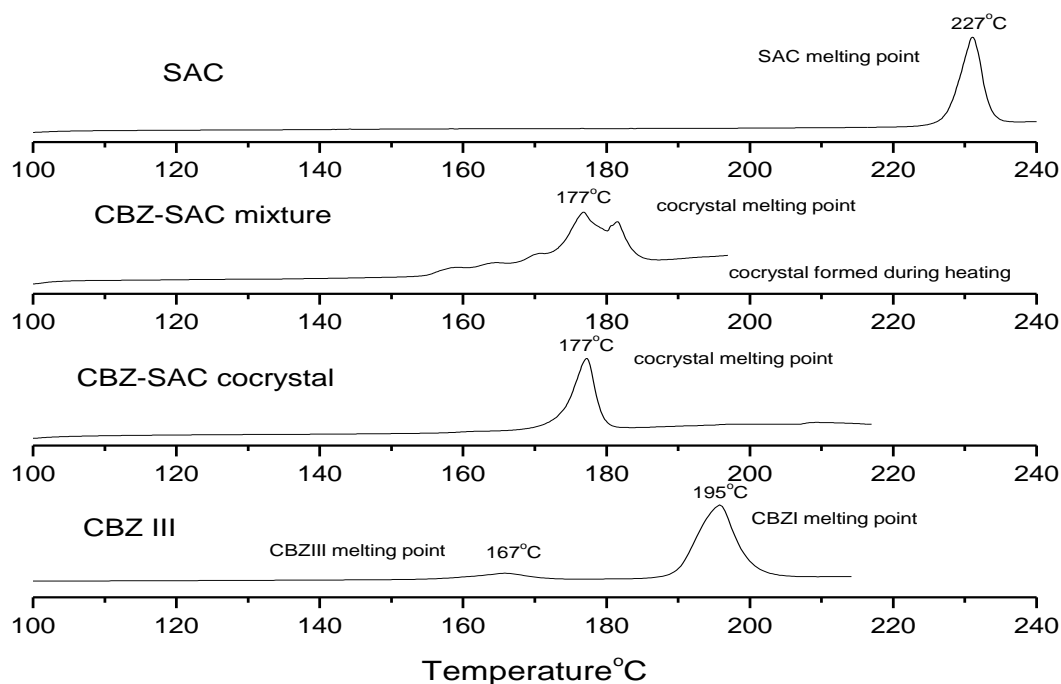 227°C
SAC melting point
SAC
100 120 140 160 180 200 220 240
177°C
cocrystal melting point
CBZ-SAC mixture
cocrystal formed during heating
100 120 140 160 180 200 220 240
177°C
cocrystal melting point
CBZ-SAC cocrystal
100 120 140 160 180 200 220 240
195°C
CBZI melting point
CBZ III
CBZIII melting point
167°C
100 120 140 160 180 200 220 240
Temperature°C